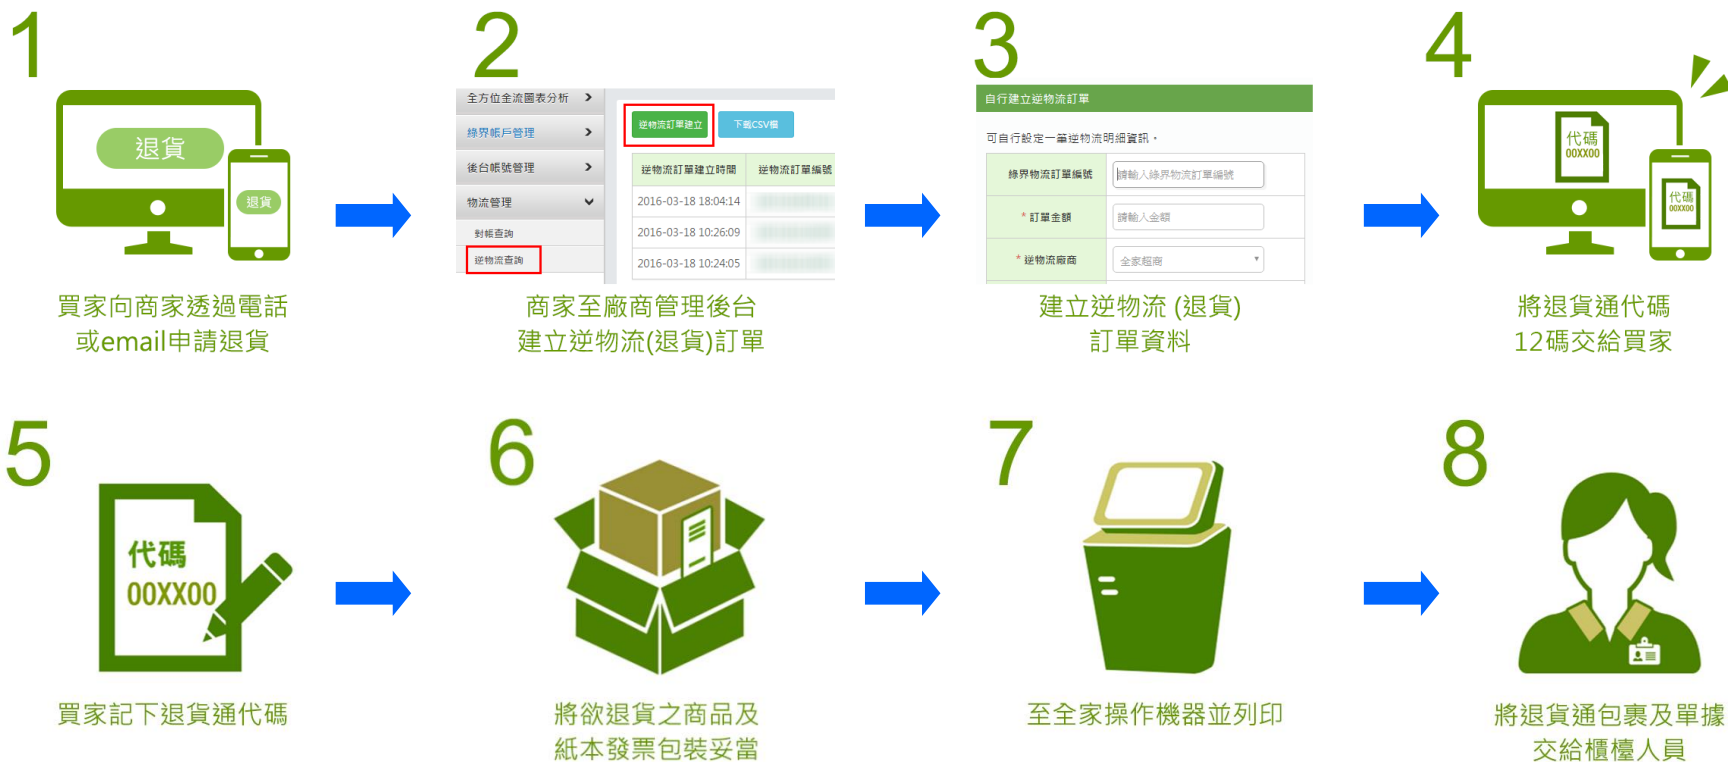 1
退貨
退貨
買家向商家透過電話
或email申請退貨
2
全方位金流圖表分析
綠界帳戶管理
後台帳號管理
物流管理
對帳查詢
逆物流查詢
逆物流訂單建立
下載CSV檔
逆物流訂單建立時間 逆物流訂單編號
2016-03-18 18:04:14
2016-03-18 10:26:09
2016-03-18 10:24:05
商家至廠商管理後台
建立逆物流(退貨)訂單
3
自行建立逆物流訂單
可自行設定一筆逆物流明細資訊。
綠界物流訂單編號 請輸入綠界物流訂單編號
* 訂單金額 請輸入金額
* 逆物流廠商 全家超商
建立逆物流 (退貨)
訂單資料
4
代碼
00XX00
代碼
00XX00
將退貨通代碼
12碼交給買家
5
代碼
00XX00
買家記下退貨通代碼
6
將欲退貨之商品及
紙本發票包裝妥當
7
至全家操作機器並列印
8
將退貨通包裹及單據
交給櫃檯人員